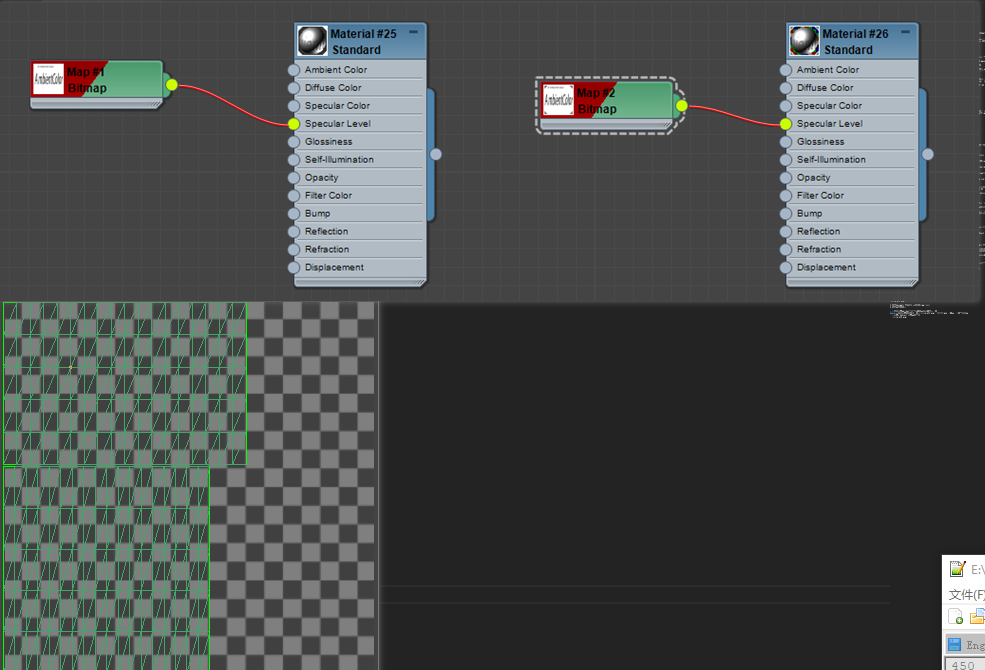 Material #25
Standard
Ambient Color
Diffuse Color
Specular Color
Specular Level
Glossiness
Self-Illumination
Opacity
Filter Color
Bump
Reflection
Refraction
Displacement
AmbientColor
Map #1
Bitmap
AmbientColor
Map #2
Bitmap
Material #26
Standard
Ambient Color
Diffuse Color
Specular Color
Specular Level
Glossiness
Self-Illumination
Opacity
Filter Color
Bump
Reflection
Refraction
Displacement
E:\
文件(F)
Eng
450